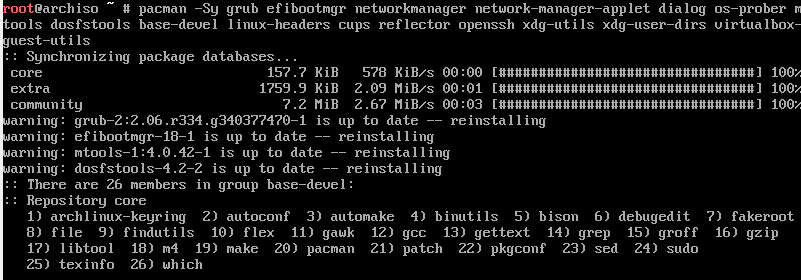 root@archiso ~ # pacman -Sy grub efibootmgr networkmanager network-manager-applet dialog os-prober m
tools dosfstools base-devel linux-headers cups reflector openssh xdg-utils xdg-user-dirs virtualbox-
guest-utils
:: Synchronizing package databases...
core 157.7 KiB 578 KiB/s 00:00 [################################] 100%
extra 1759.9 KiB 2.09 MiB/s 00:01 [################################] 100%
community 7.2 MiB 2.67 MiB/s 00:03 [################################] 100%
warning: grub-2:2.06.r334.g340377470-1 is up to date -- reinstalling
warning: efibootmgr-18-1 is up to date -- reinstalling
warning: mtools-1:4.0.42-1 is up to date -- reinstalling
warning: dosfstools-4.2-2 is up to date -- reinstalling
:: There are 26 members in group base-devel:
:: Repository core
1) archlinux-keyring 2) autoconf 3) automake 4) binutils 5) bison 6) debugedit 7) fakeroot
8) file 9) findutils 10) flex 11) gawk 12) gcc 13) gettext 14) grep 15) groff 16) gzip
17) libtool 18) m4 19) make 20) pacman 21) patch 22) pkgconf 23) sed 24) sudo
25) texinfo 26) which